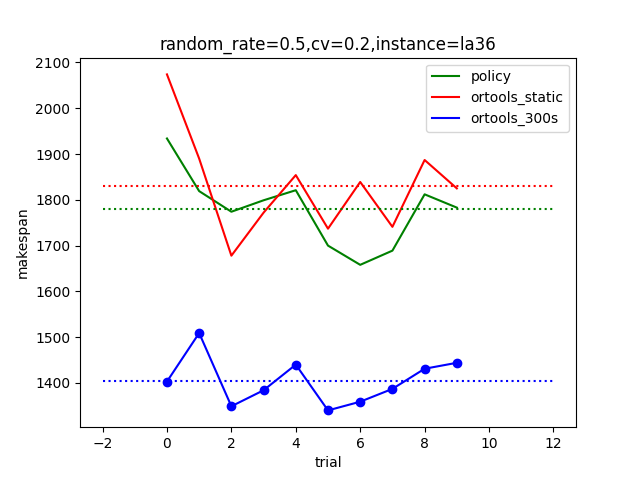 random_rate=0.5,cv=0.2,instance=la36
policy
ortools_static
ortools_300s
makespan
2100
2000
1900
1800
1700
1600
1500
1400
−2
0
2
4
6
8
10
12
trial